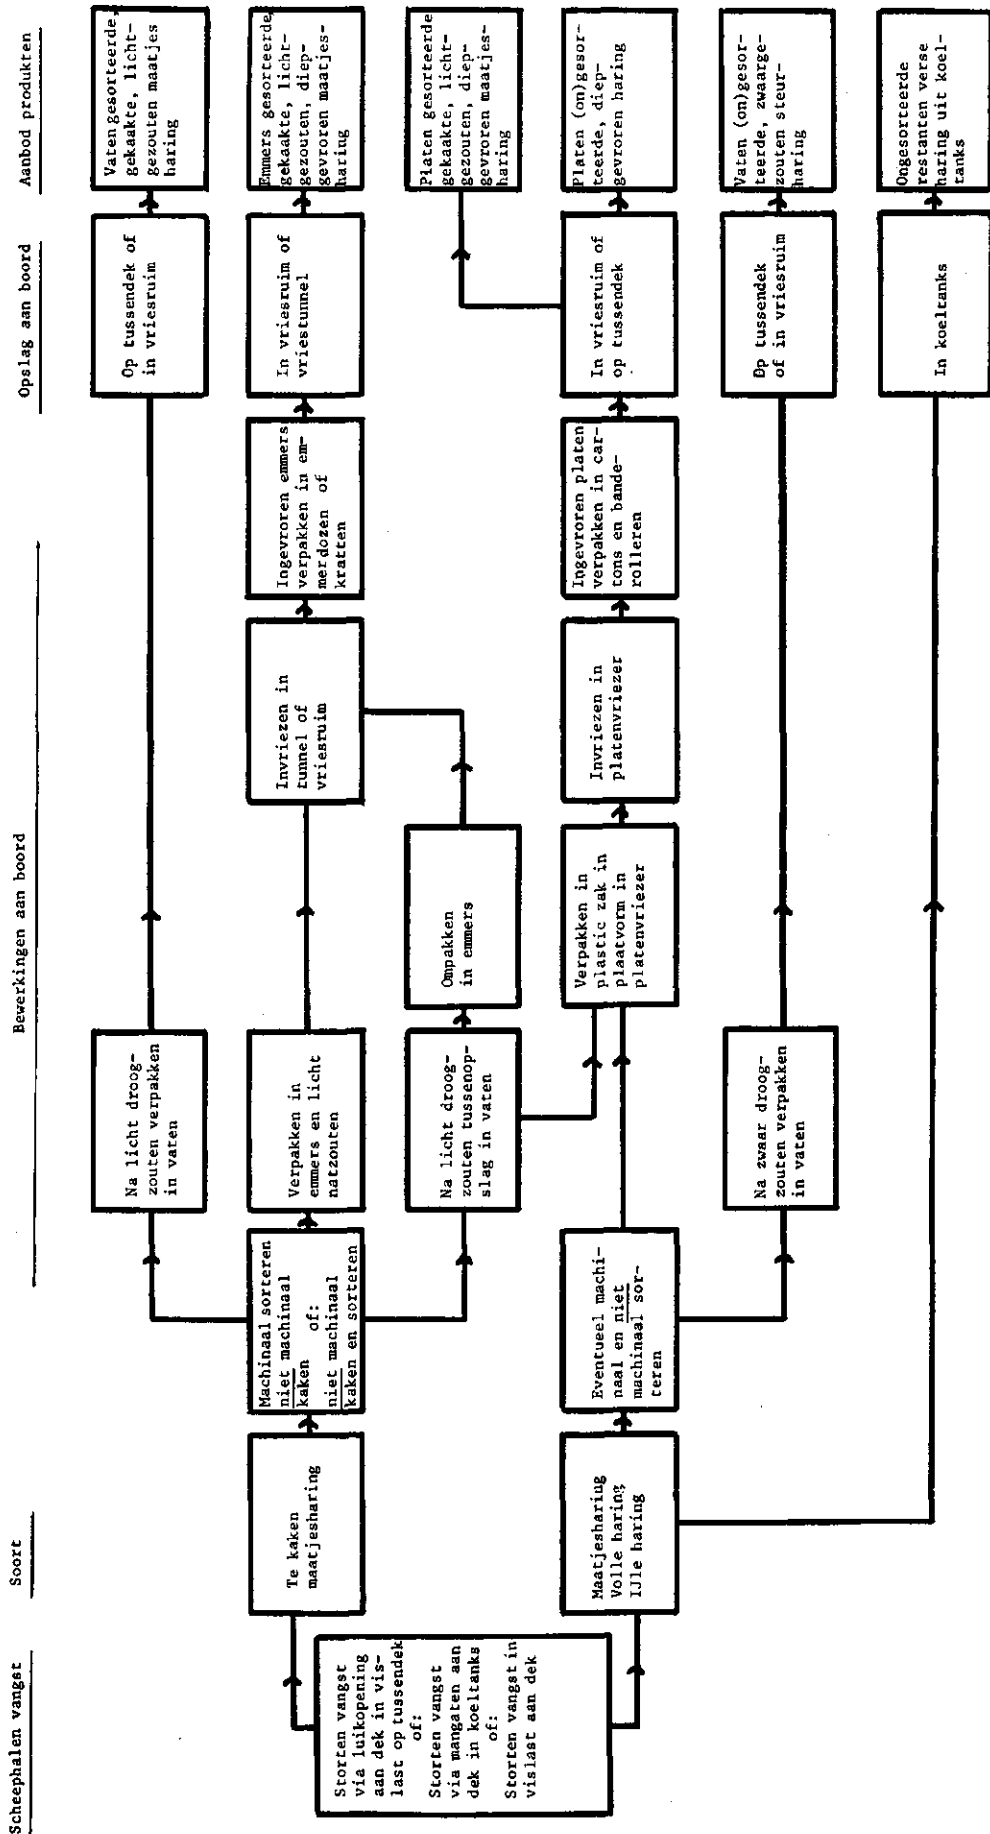 Scheephalen vangst
Soort
Bewerkingen aan boord
Opslag aan boord
Aanbod produkten
Storten vangst
via luikopening
aan dek in vis-
last op tussendek
of:
Storten vangst
via mangaten aan
dek in koeltanks
of:
Storten vangst in
vislast aan dek
Te kaken
maatjesharing
Maatjesharing
Volle haring
IJle haring
Machinaal sorteren
niet machinaal
kaken
of:
niet machinaal
kaken en sorteren
Eventueel machi-
naal en niet
machinaal sor-
teren
Na licht droog-
zouten verpakken
in vaten
Verpakken in
emmers en licht
natzouten
Na licht droog-
zouten tussenop-
slag in vaten
Na zwaar droog-
zouten verpakken
in vaten
Ompakken
in emmers
Verpakken in
plastic zak in
plaatvorm in
platenvriezer
Invriezen in
tunnel of
vriesruim
Invriezen in
platenvriezer
Ingevroren emmers
verpakken in em-
merdozen of
kratten
Ingevroren platen
verpakken in car-
tons en bande-
rolleren
Op tussendek of
in vriesruim
In vriesruim of
vriestunnel
In vriesruim of
op tussendek
Op tussendek
of in vriesruim
In koeltanks
Vaten gesorteerde,
gekaakte, licht-
gezouten maatjes
haring
Emmers gesorteerde,
gekaakte, licht-
gezouten, diep-
gevroren maatjes-
haring
Platen gesorteerde
gekaakte, licht-
gezouten, diep-
gevroren maatjes-
haring
Platen (on)gesor-
teerde, diep-
gevroren haring
Vaten (on)gesor-
teerde, zwaarge-
zouten steur-
haring
Ongesorteerde
restanten verse
haring uit koel-
tanks